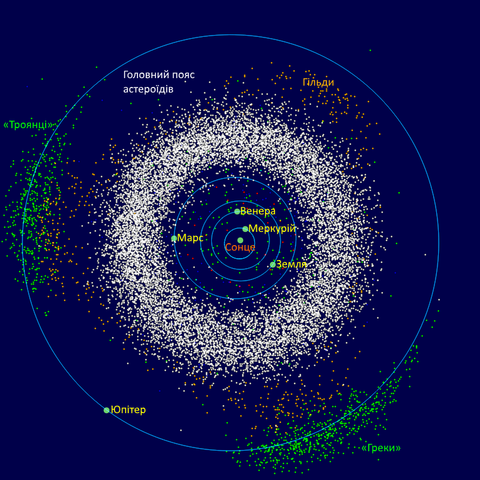 Головний пояс
астероїдів
Гільди
«Троянці»
Венера
Меркурій
Марс
Сонце
Земля
Юпітер
«Греки»